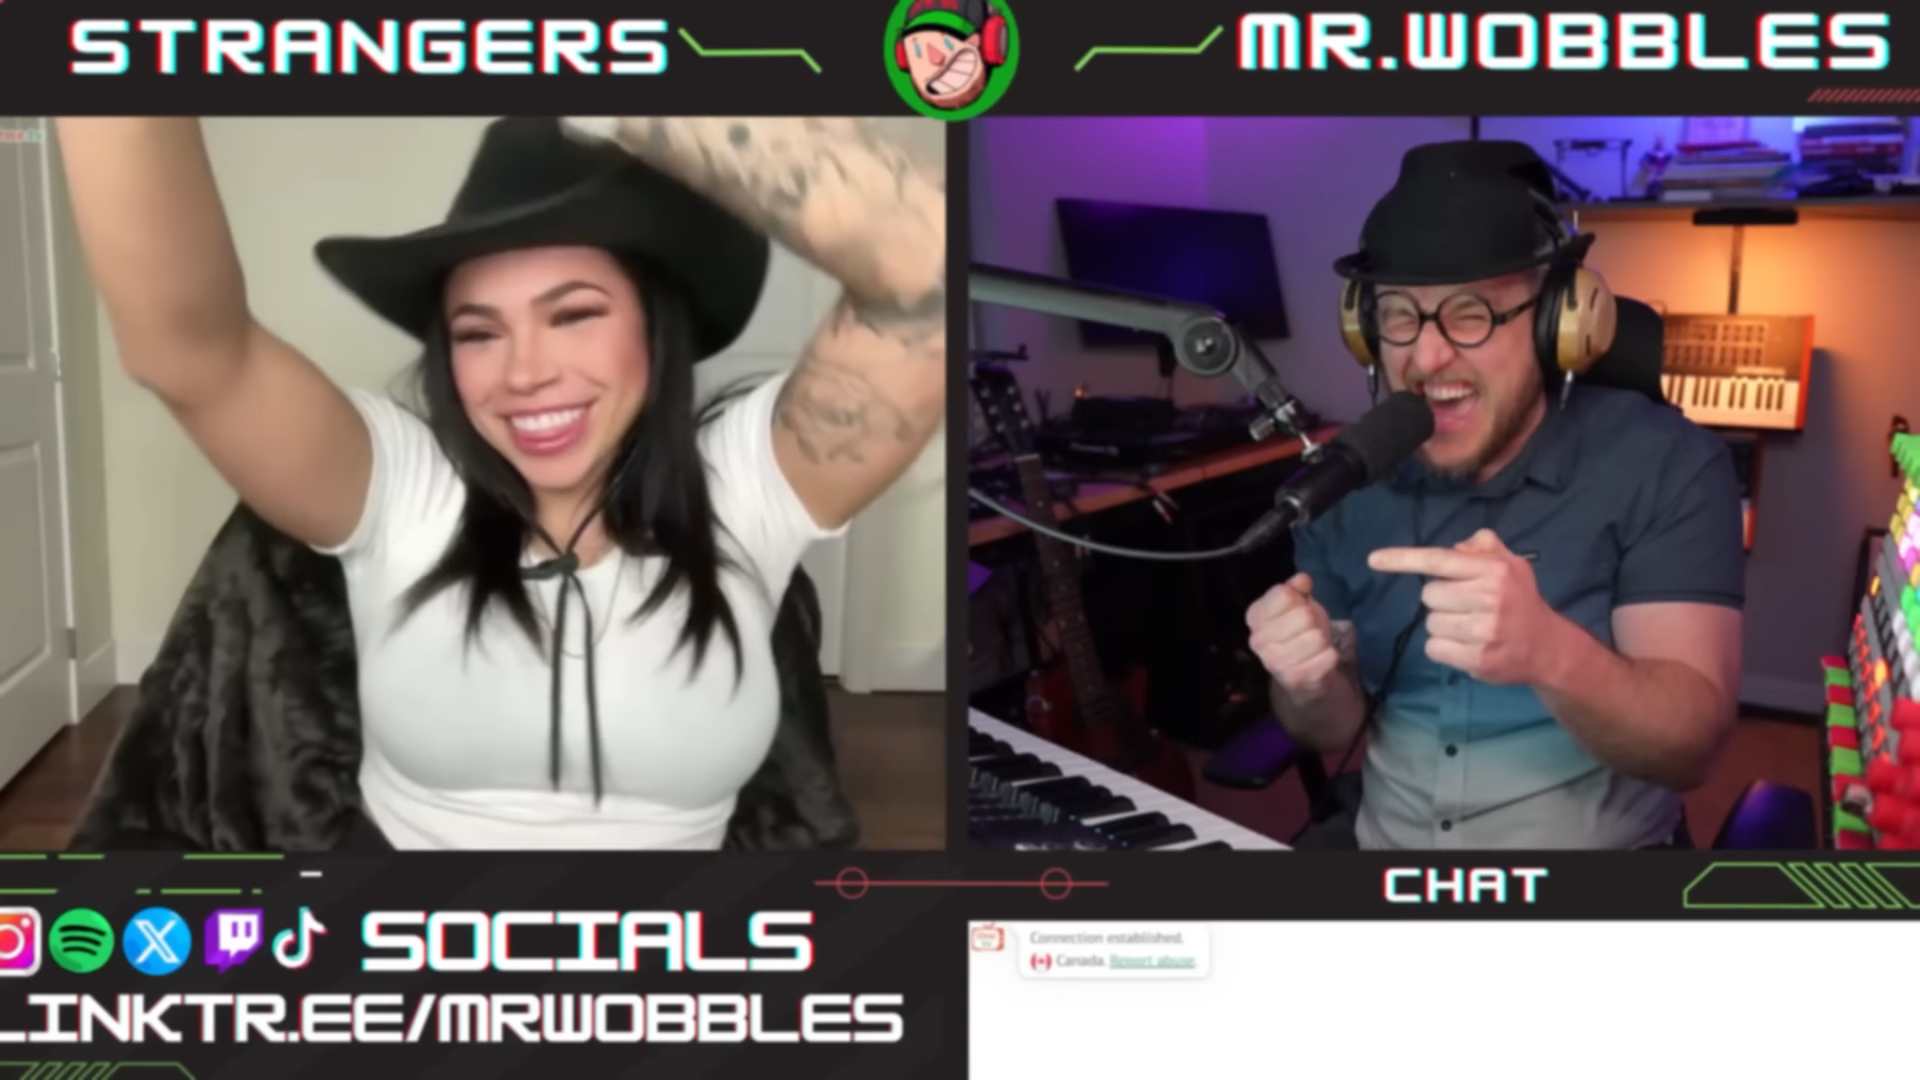 STRANGERS
MR.WOBBLES
CHAT
SOCIALS
LINKTR.EE/MRWOBBLES
Connection established.
Canada. Report abuse.